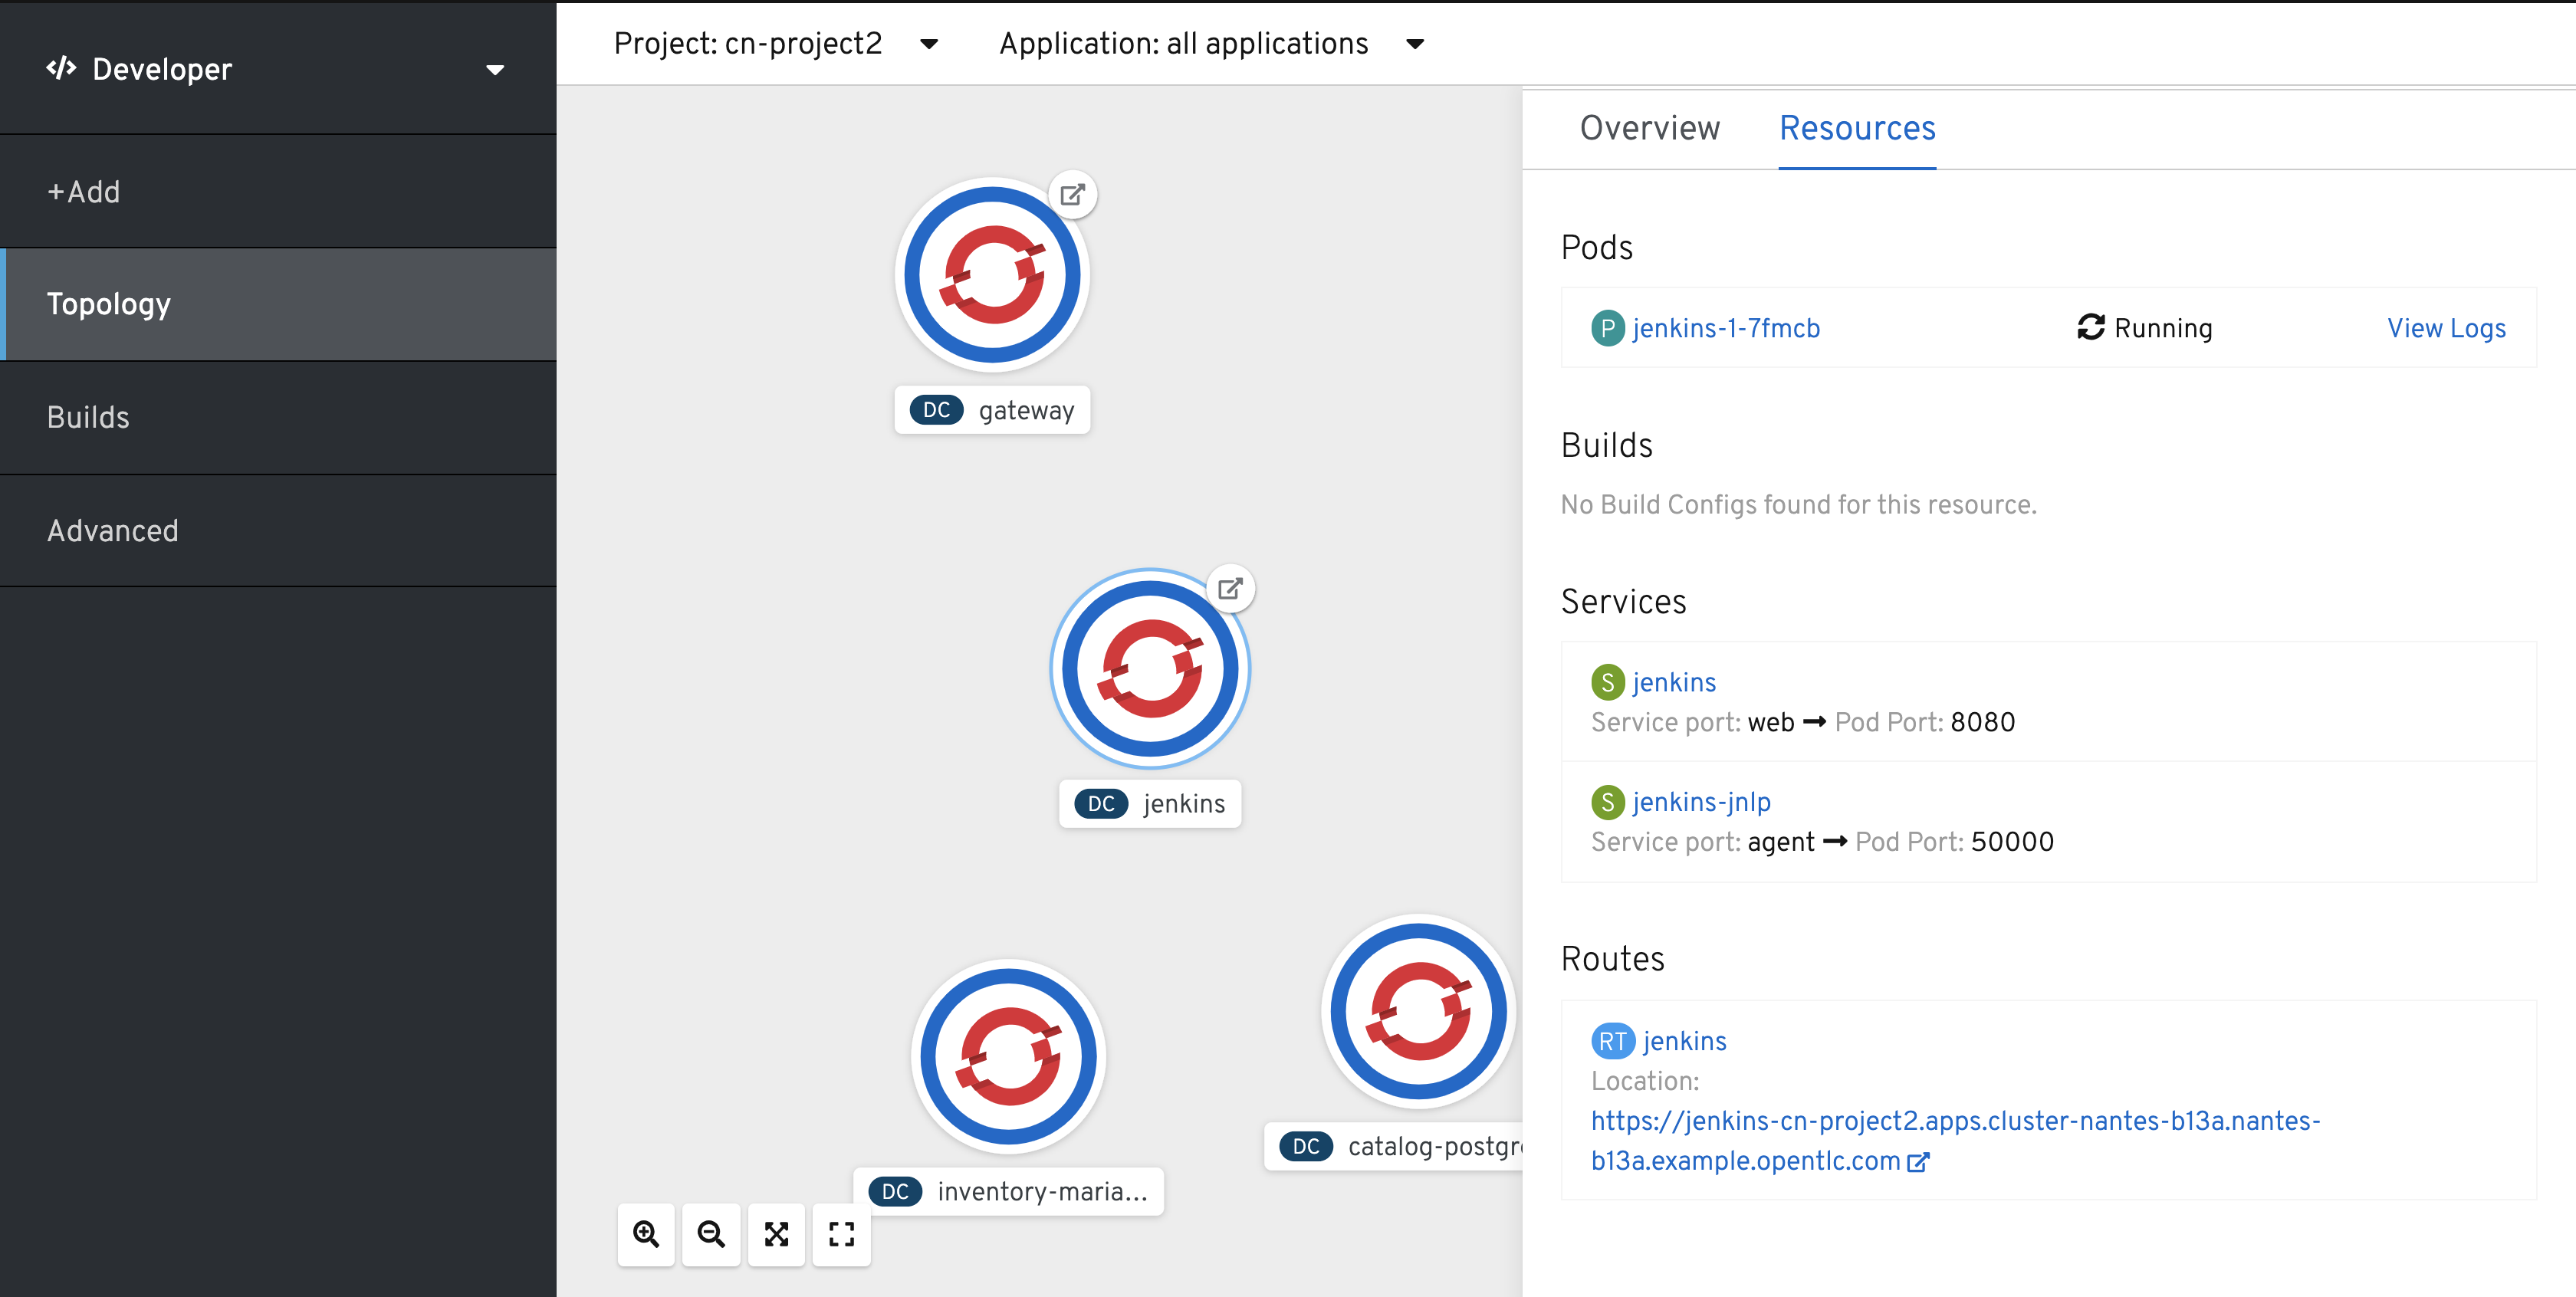 Developer
+Add
Topology
Builds
Advanced
Project: cn-project2
Application: all applications
DC gateway
DC jenkins
DC inventory-maria...
DC catalog-postgr
Overview
Resources
Pods
P jenkins-1-7fmcb Running View Logs
Builds
No Build Configs found for this resource.
Services
S jenkins
Service port: web → Pod Port: 8080
S jenkins-jnlp
Service port: agent → Pod Port: 50000
Routes
RT jenkins
Location:
https://jenkins-cn-project2.apps.cluster-nantes-b13a.nantes-
b13a.example.opentlc.com